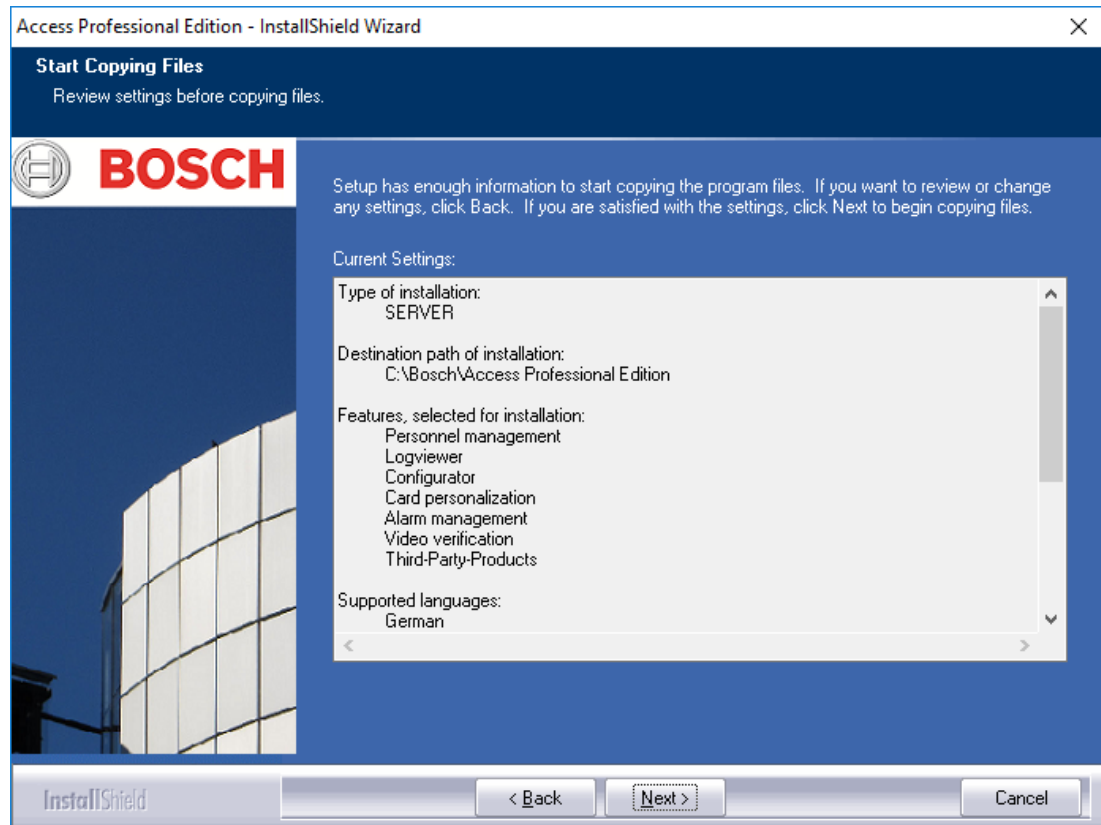 Access Professional Edition - InstallShield Wizard
Start Copying Files
Review settings before copying files.
BOSCH
Setup has enough information to start copying the program files. If you want to review or change
any settings, click Back. If you are satisfied with the settings, click Next to begin copying files.
Current Settings:
Type of installation:
SERVER
Destination path of installation:
C:\Bosch\Access Professional Edition
Features, selected for installation:
Personnel management
Logviewer
Configurator
Card personalization
Alarm management
Video verification
Third-Party-Products
Supported languages:
German
InstallShield
< Back
Next >
Cancel